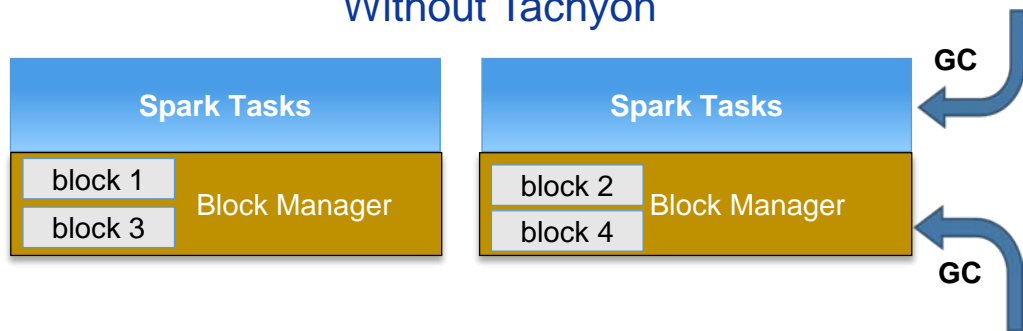 Without Tachyon
GC
Spark Tasks
Spark Tasks
block 1
Block Manager
block 3
block 2
Block Manager
block 4
GC